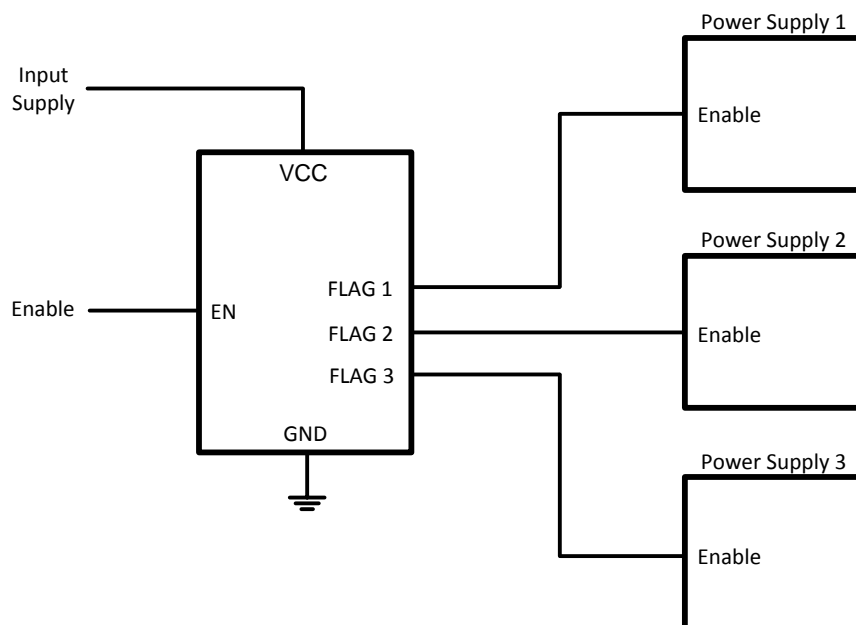 Power Supply 1
Input
Supply
Enable
VCC
Power Supply 2
FLAG 1
Enable
EN
FLAG 2
Enable
FLAG 3
GND
Power Supply 3
Enable